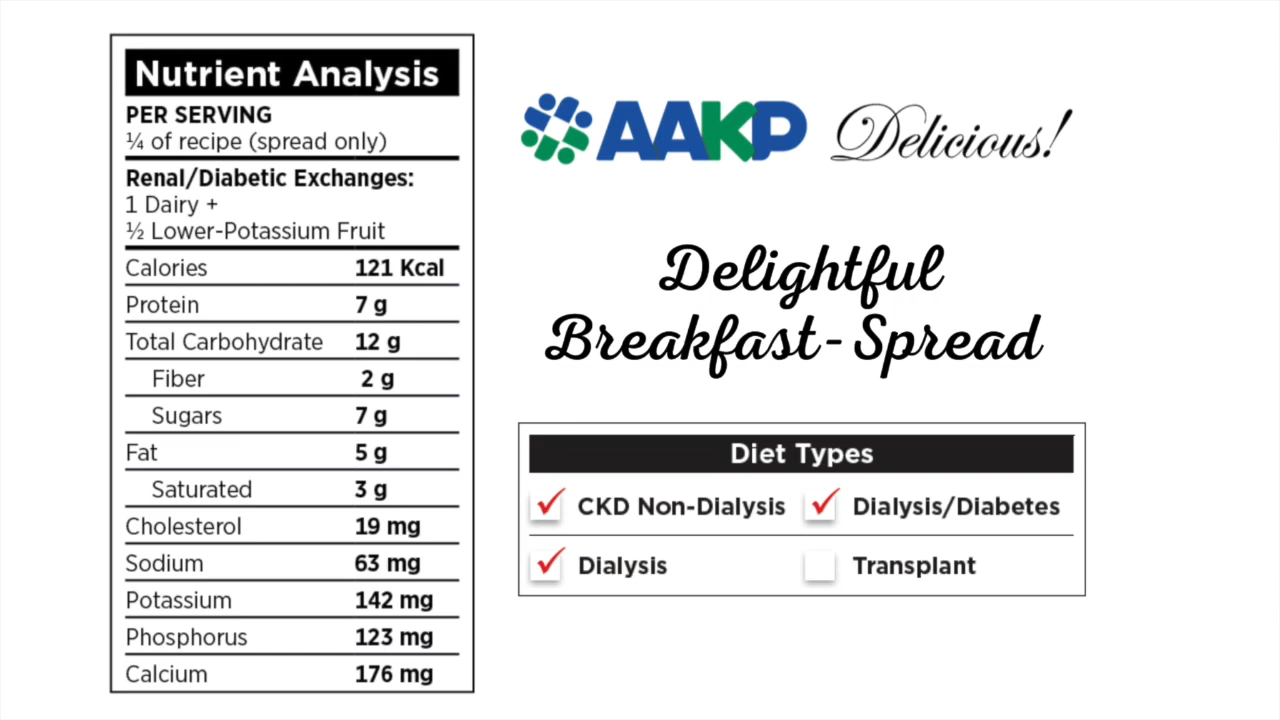 Nutrient Analysis
PER SERVING
¼ of recipe (spread only)
Renal/Diabetic Exchanges:
1 Dairy +
½ Lower-Potassium Fruit
Calories 121 Kcal
Protein 7 g
Total Carbohydrate 12 g
Fiber 2 g
Sugars 7 g
Fat 5 g
Saturated 3 g
Cholesterol 19 mg
Sodium 63 mg
Potassium 142 mg
Phosphorus 123 mg
Calcium 176 mg
AAKP Delicious!
Delightful
Breakfast-Spread
Diet Types
CKD Non-Dialysis Dialysis/Diabetes
Dialysis Transplant